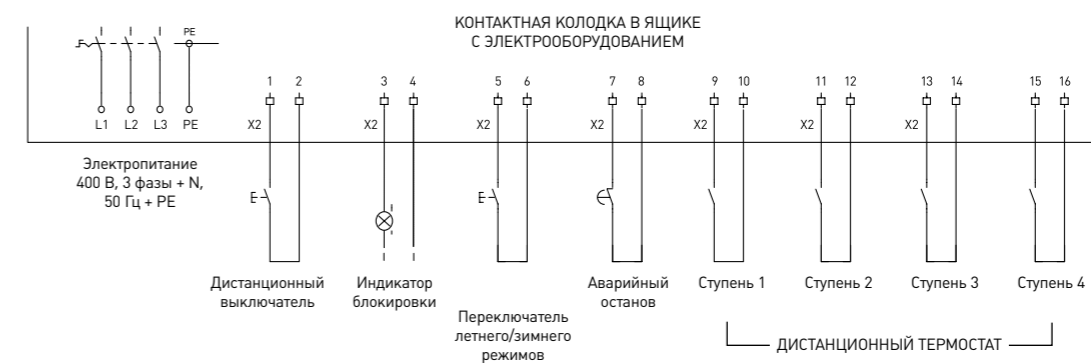 КОНТАКТНАЯ КОЛОДКА В ЯЩИКЕ
С ЭЛЕКТРООБОРУДОВАНИЕМ
PE
1 2 3 4 5 6 7 8 9 10 11 12 13 14 15 16
L1 L2 L3 PE X2 X2 X2 X2 X2 X2 X2
Электропитание
400 В, 3 фазы + N,
50 Гц + PE
Дистанционный
выключатель
Индикатор
блокировки
Переключатель
летнего/зимнего
режимов
Аварийный
останов
Ступень 1
Ступень 2
Ступень 3
Ступень 4
ДИСТАНЦИОННЫЙ ТЕРМОСТАТ